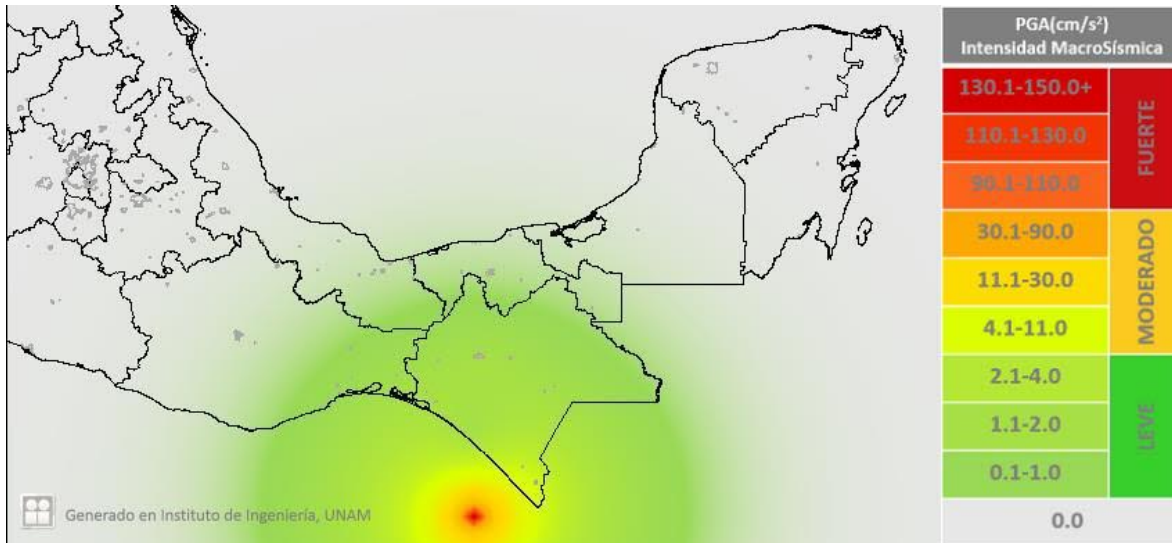 PGA(cm/s²)
Intensidad MacroSísmica
130.1-150.0+
110.1-130.0
90.1-110.0
FUERTE
30.1-90.0
11.1-30.0
4.1-11.0
MODERADO
2.1-4.0
1.1-2.0
0.1-1.0
LEVE
0.0
Generado en Instituto de Ingeniería, UNAM